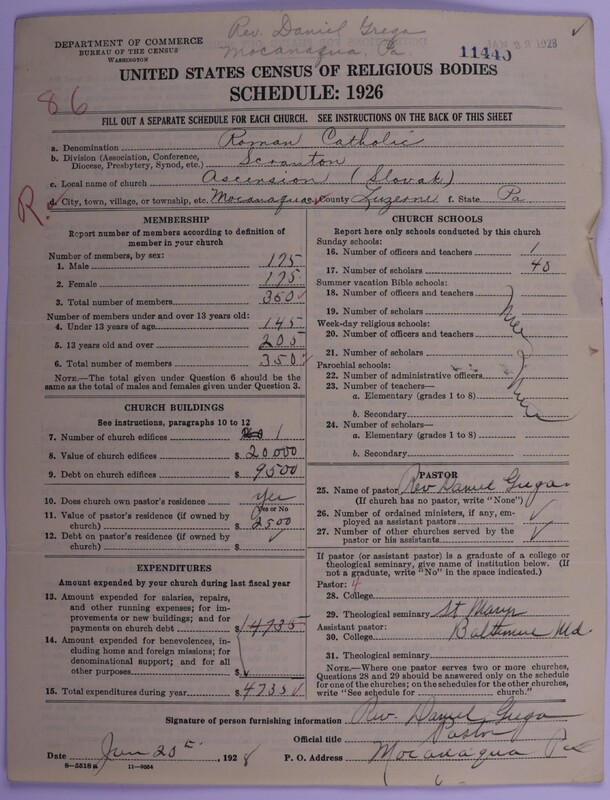 Rev. Daniel Grega
Mocanaqua, Pa.
DEPARTMENT OF COMMERCE
BUREAU OF THE CENSUS
WASHINGTON
11440
1928
UNITED STATES CENSUS OF RELIGIOUS BODIES
SCHEDULE: 1926
86
FILL OUT A SEPARATE SCHEDULE FOR EACH CHURCH. SEE INSTRUCTIONS ON THE BACK OF THIS SHEET
a. Denomination Roman Catholic
b. Division (Association, Conference, Diocese, Presbytery, Synod, etc.) Scranton
c. Local name of church Ascension (Slovak)
d. City, town, village, or township, etc. Mocanaqua County Luzerne f. State Pa.
MEMBERSHIP
Report number of members according to definition of
member in your church
Number of members, by sex:
1. Male 175
2. Female 175
3. Total number of members 350
Number of members under and over 13 years old:
4. Under 13 years of age 145
5. 13 years old and over 205
6. Total number of members 350
NOTE.—The total given under Question 6 should be
same as the total of males and females given under Question 3.
CHURCH BUILDINGS
See instructions, paragraphs 10 to 12
7. Number of church edifices 1
8. Value of church edifices $ 20,000
9. Debt on church edifices $ 9500
10. Does church own pastor's residence Yes
Yes or No
11. Value of pastor's residence (if owned by
church) $ 2500
12. Debt on pastor's residence (if owned by
church) $
EXPENDITURES
Amount expended by your church during last fiscal year
13. Amount expended for salaries, repairs,
and other running expenses; for im-
provements or new buildings; and for
payments on church debt $ 4735
14. Amount expended for benevolences, in-
cluding home and foreign missions; for
denominational support; and for all
other purposes $
15. Total expenditures during year $ 4735
CHURCH SCHOOLS
Report here only schools conducted by this church
Sunday schools:
16. Number of officers and teachers 1
17. Number of scholars 40
Summer vacation Bible schools:
18. Number of officers and teachers
19. Number of scholars
Week-day religious schools:
20. Number of officers and teachers
21. Number of scholars
Parochial schools:
22. Number of administrative officers
23. Number of teachers—
a. Elementary (grades 1 to 8)
b. Secondary
24. Number of scholars—
a. Elementary (grades 1 to 8)
b. Secondary
PASTOR
25. Name of pastor Rev Daniel Grega
(If church has no pastor, write "None")
26. Number of ordained ministers, if any, em-
ployed as assistant pastors
27. Number of other churches served by the
pastor or his assistants
If pastor (or assistant pastor) is a graduate of a college or
theological seminary, give name of institution below. (If
not a graduate, write "No" in the space indicated.)
Pastor: 4
28. College
29. Theological seminary St Marys
Assistant pastor:
30. College Baltimore Md.
31. Theological seminary
NOTE.—Where one pastor serves two or more churches,
Questions 28 and 29 should be answered only on the schedule
for one of the churches; on the schedules for the other churches,
write "See schedule for church."
Signature of person furnishing information Rev. Daniel Grega
Official title Pastor
Date Jan 20 , 1928
P. O. Address Mocanaqua Pa
8—5518a 11—9554